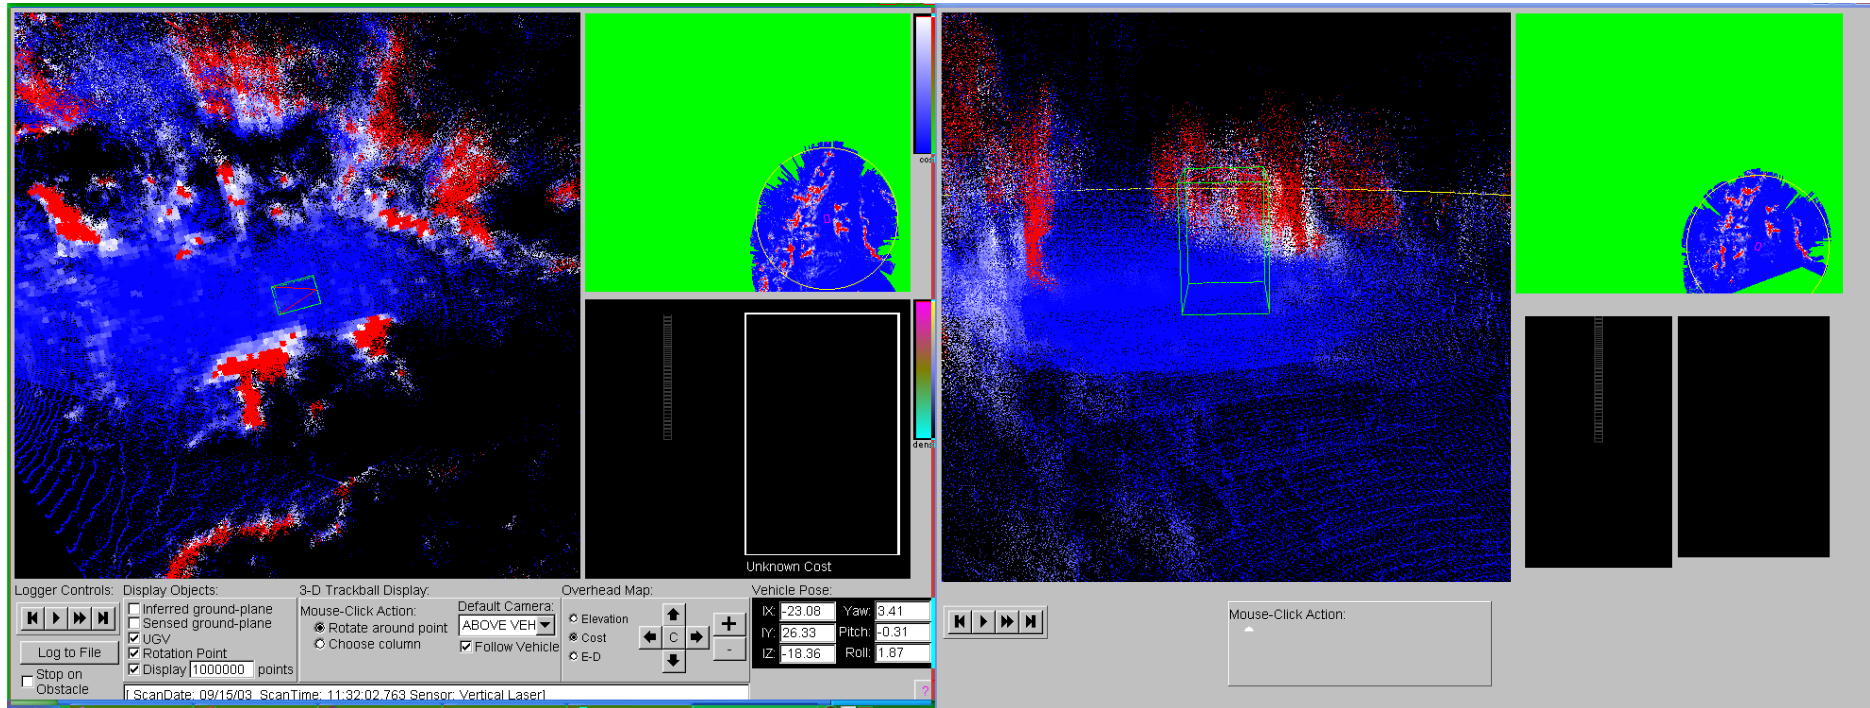 cos
dens
Unknown Cost
Logger Controls:
Display Objects:
3-D Trackball Display:
Overhead Map:
Vehicle Pose:
Inferred ground-plane
Sensed ground-plane
UGV
Rotation Point
Display 1000000 points
Log to File
Stop on
Obstacle
Mouse-Click Action:
Rotate around point
Choose column
Default Camera:
ABOVE VEH
Follow Vehicle
Elevation
Cost
E-D
C
+
-
IX: -23.08 Yaw: 3.41
IY: 26.33 Pitch: -0.31
IZ: -18.36 Roll: 1.87
[ ScanDate: 09/15/03 ScanTime: 11:32:02.763 Sensor: Vertical Laser]
?
Mouse-Click Action: